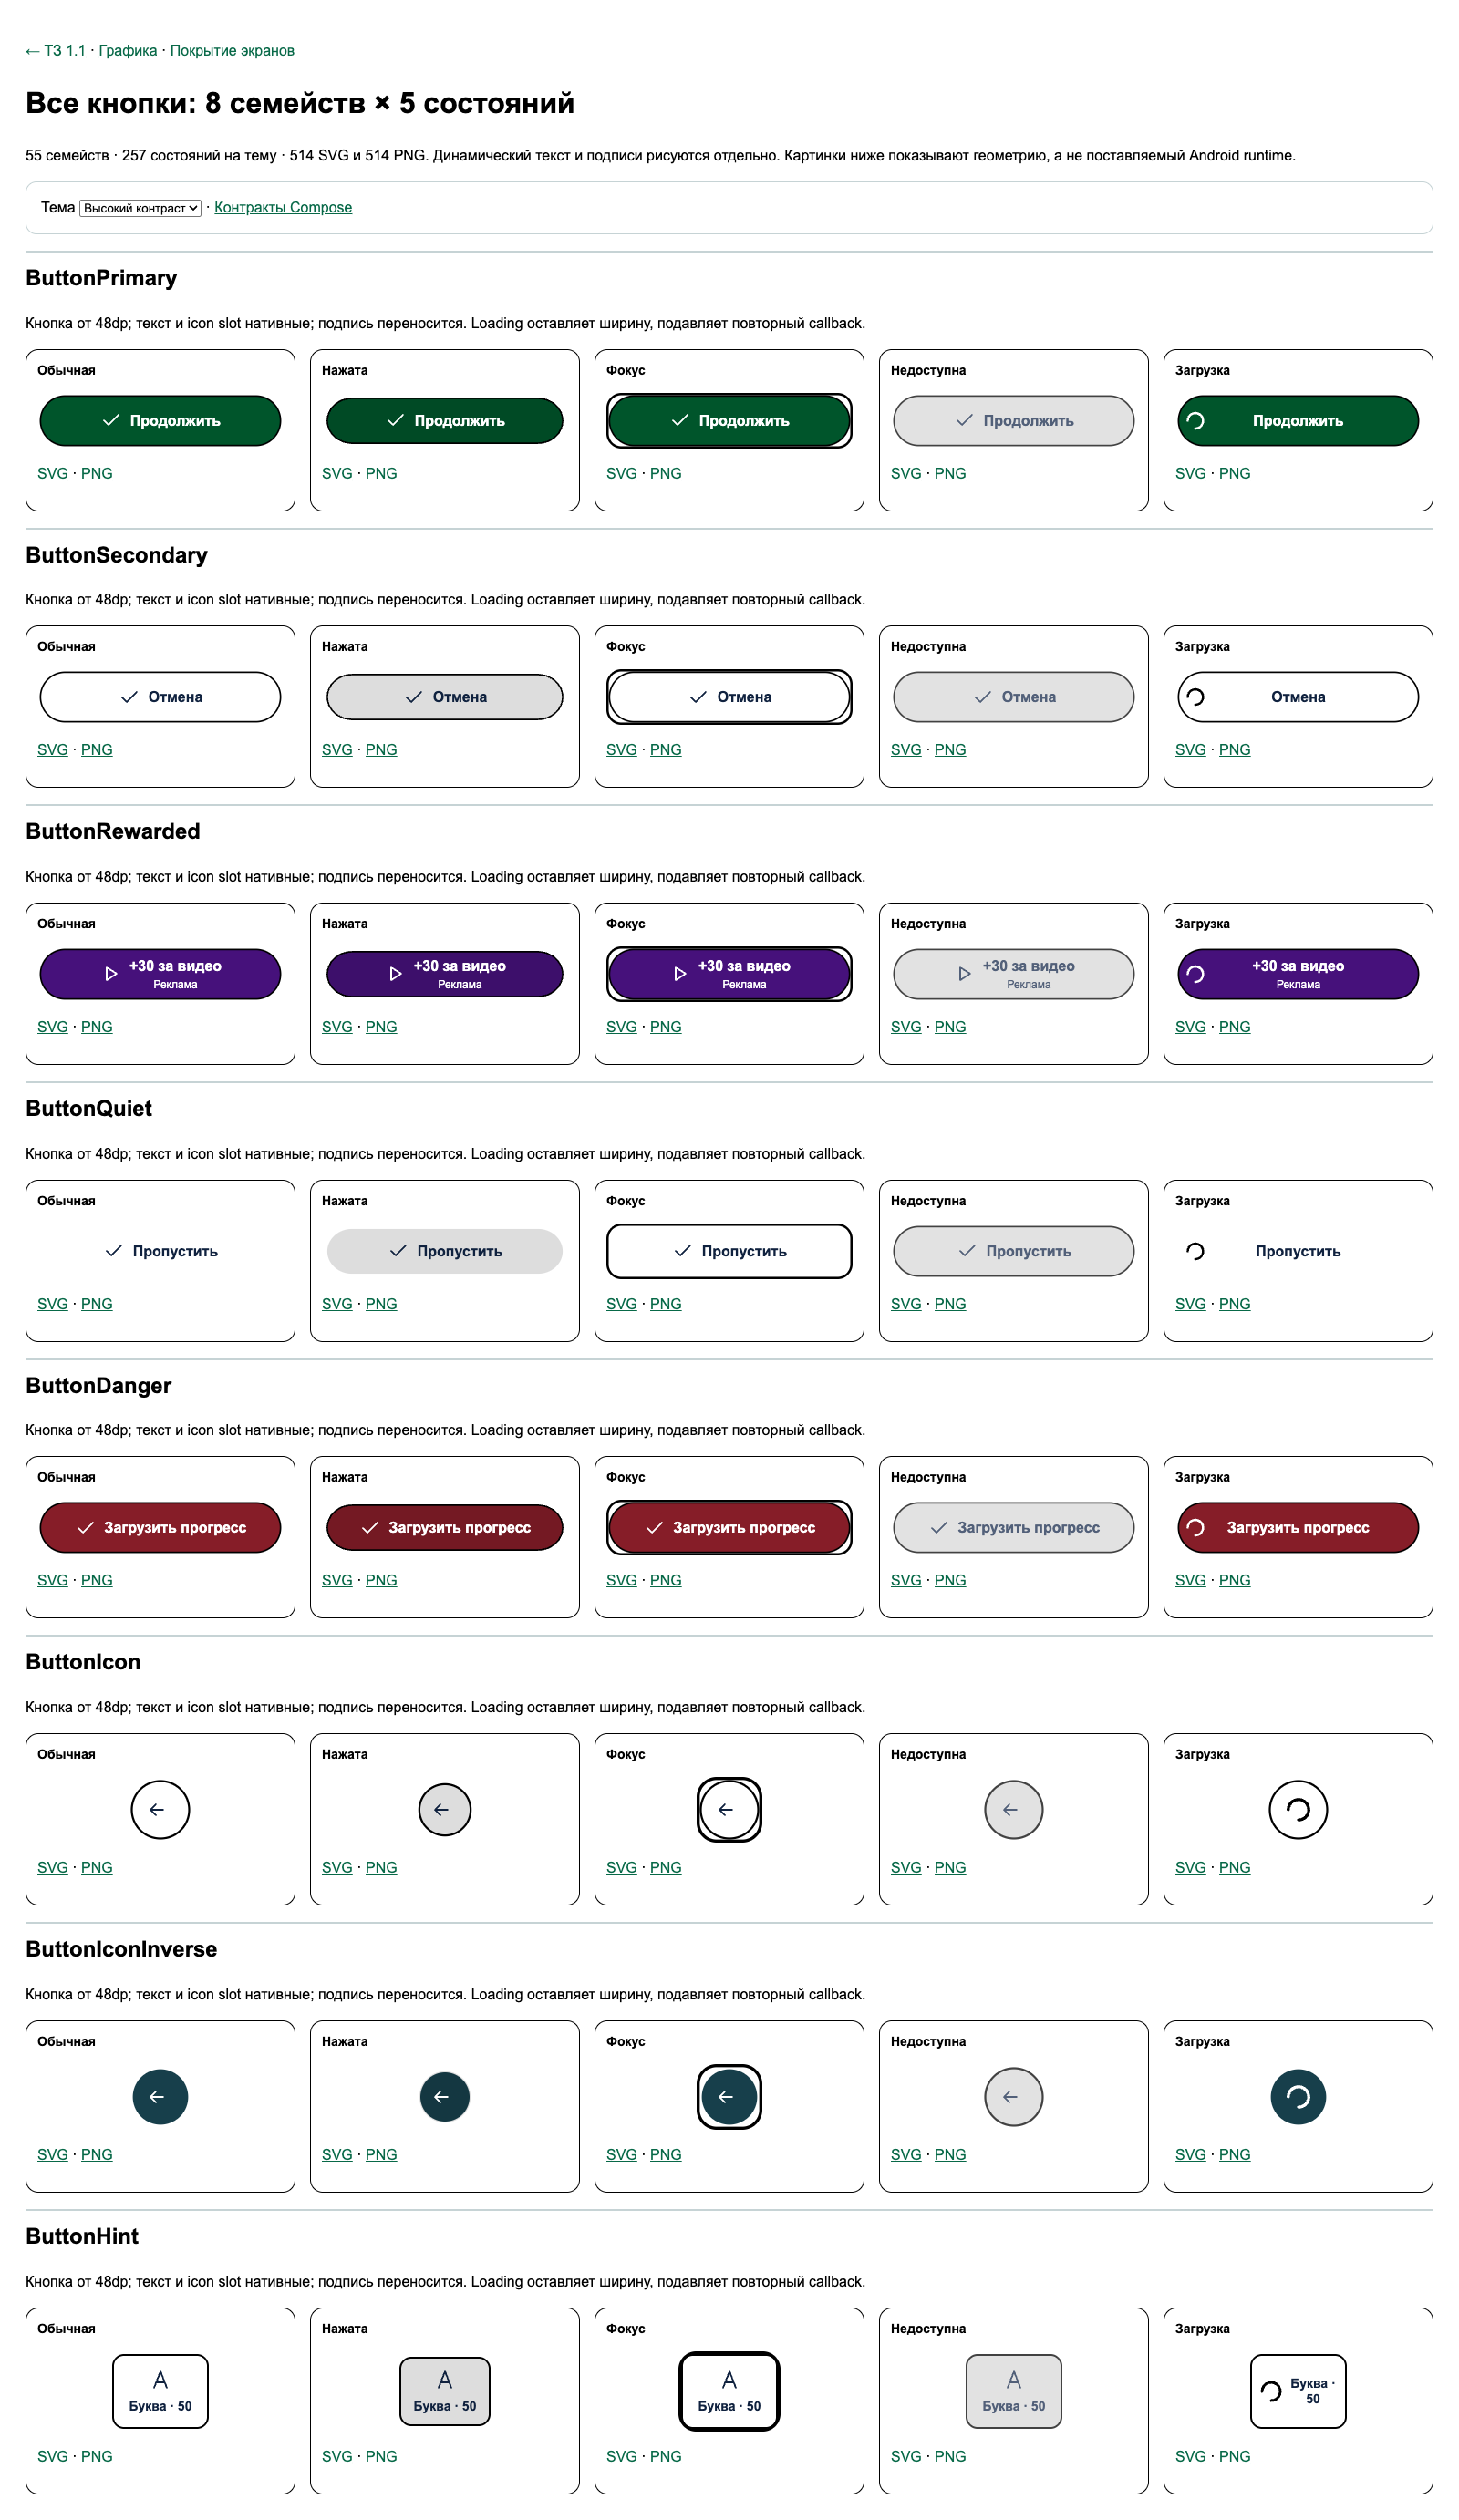 ← ТЗ 1.1 · Графика · Покрытие экранов
Все кнопки: 8 семейств × 5 состояний
55 семейств · 257 состояний на тему · 514 SVG и 514 PNG. Динамический текст и подписи рисуются отдельно. Картинки ниже показывают геометрию, а не поставляемый Android runtime.
Тема Высокий контраст · Контракты Compose
ButtonPrimary
Кнопка от 48dp; текст и icon slot нативные; подпись переносится. Loading оставляет ширину, подавляет повторный callback.
Обычная Нажата Фокус Недоступна Загрузка
Продолжить Продолжить Продолжить Продолжить Продолжить
SVG · PNG SVG · PNG SVG · PNG SVG · PNG SVG · PNG
ButtonSecondary
Кнопка от 48dp; текст и icon slot нативные; подпись переносится. Loading оставляет ширину, подавляет повторный callback.
Обычная Нажата Фокус Недоступна Загрузка
Отмена Отмена Отмена Отмена Отмена
SVG · PNG SVG · PNG SVG · PNG SVG · PNG SVG · PNG
ButtonRewarded
Кнопка от 48dp; текст и icon slot нативные; подпись переносится. Loading оставляет ширину, подавляет повторный callback.
Обычная Нажата Фокус Недоступна Загрузка
+30 за видео +30 за видео +30 за видео +30 за видео +30 за видео
Реклама Реклама Реклама Реклама Реклама
SVG · PNG SVG · PNG SVG · PNG SVG · PNG SVG · PNG
ButtonQuiet
Кнопка от 48dp; текст и icon slot нативные; подпись переносится. Loading оставляет ширину, подавляет повторный callback.
Обычная Нажата Фокус Недоступна Загрузка
Пропустить Пропустить Пропустить Пропустить Пропустить
SVG · PNG SVG · PNG SVG · PNG SVG · PNG SVG · PNG
ButtonDanger
Кнопка от 48dp; текст и icon slot нативные; подпись переносится. Loading оставляет ширину, подавляет повторный callback.
Обычная Нажата Фокус Недоступна Загрузка
Загрузить прогресс Загрузить прогресс Загрузить прогресс Загрузить прогресс Загрузить прогресс
SVG · PNG SVG · PNG SVG · PNG SVG · PNG SVG · PNG
ButtonIcon
Кнопка от 48dp; текст и icon slot нативные; подпись переносится. Loading оставляет ширину, подавляет повторный callback.
Обычная Нажата Фокус Недоступна Загрузка
SVG · PNG SVG · PNG SVG · PNG SVG · PNG SVG · PNG
ButtonIconInverse
Кнопка от 48dp; текст и icon slot нативные; подпись переносится. Loading оставляет ширину, подавляет повторный callback.
Обычная Нажата Фокус Недоступна Загрузка
SVG · PNG SVG · PNG SVG · PNG SVG · PNG SVG · PNG
ButtonHint
Кнопка от 48dp; текст и icon slot нативные; подпись переносится. Loading оставляет ширину, подавляет повторный callback.
Обычная Нажата Фокус Недоступна Загрузка
А А А А
Буква · 50 Буква · 50 Буква · 50 Буква · 50 Буква ·
50
SVG · PNG SVG · PNG SVG · PNG SVG · PNG SVG · PNG